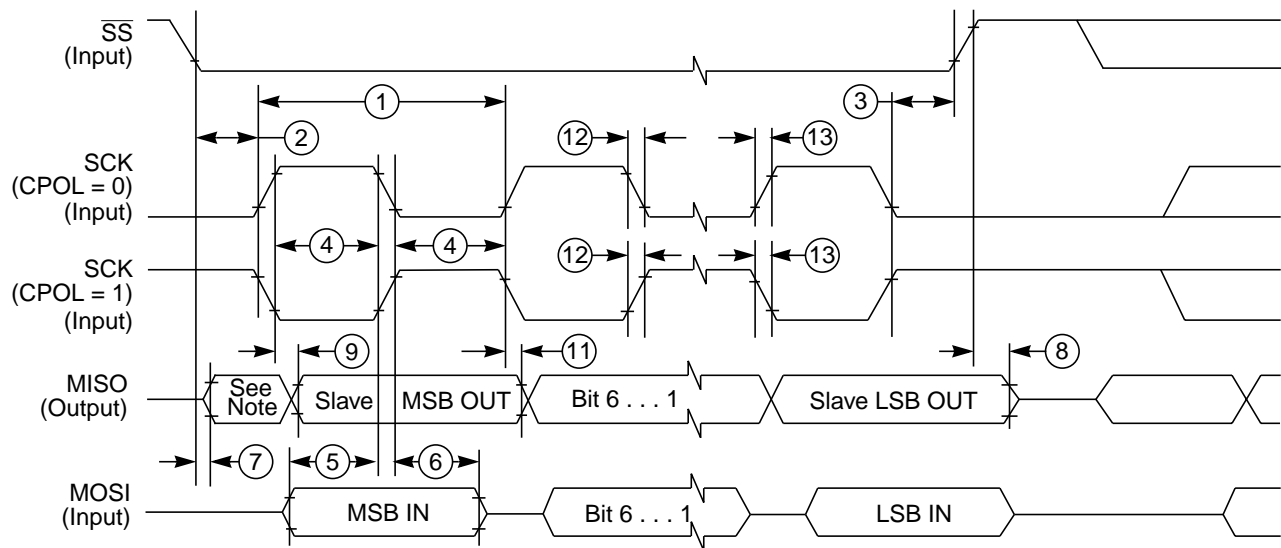 SS
(Input)
1
3
2
12
13
SCK
(CPOL = 0)
(Input)
4
4
SCK
(CPOL = 1)
(Input)
12
13
9
11
8
MISO
(Output)
See
Note
Slave
MSB OUT
Bit 6 . . . 1
Slave LSB OUT
7
5
6
MOSI
(Input)
MSB IN
Bit 6 . . . 1
LSB IN